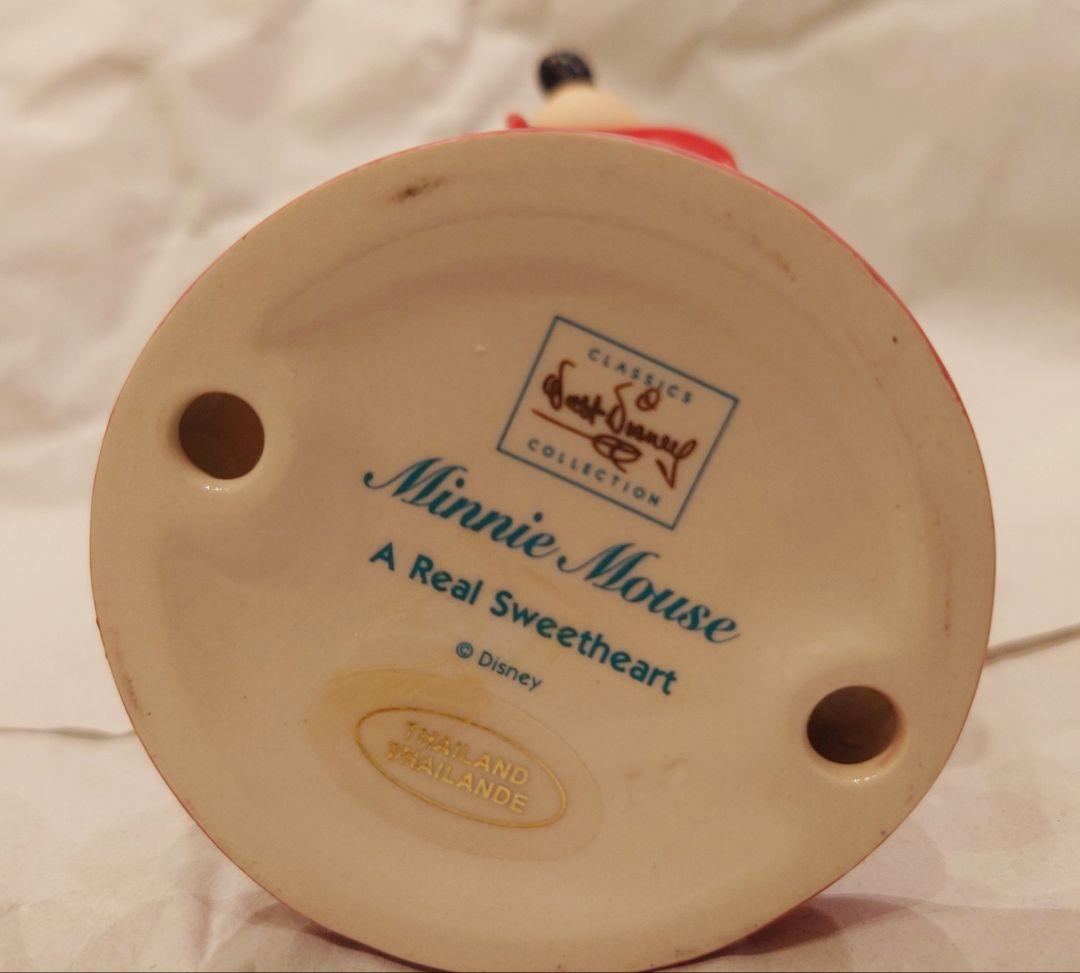 CLASSICS
Walt Disney
COLLECTION
Minnie Mouse
A Real Sweetheart
© Disney
THAILAND
THAILANDE